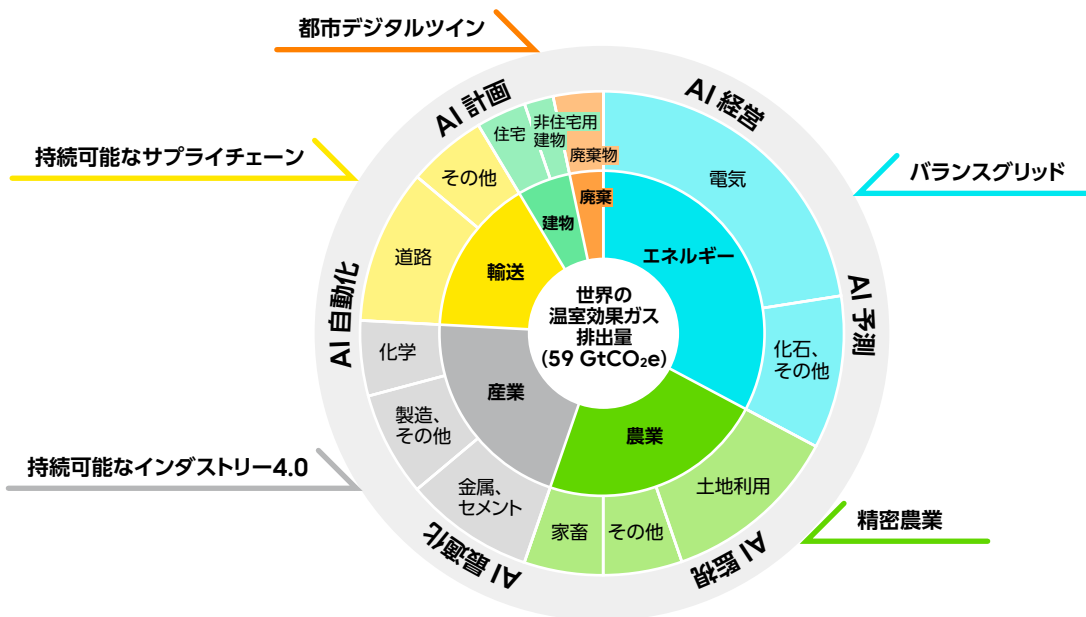 都市デジタルツイン
AI 計画
AI 経営
住宅
非住宅用
建物
廃棄物
持続可能なサプライチェーン
その他
電気
バランスグリッド
廃棄
建物
道路
輸送
エネルギー
AI 自動化
世界の
温室効果ガス
排出量
(59 GtCO₂e)
AI 予測
化学
化石、
その他
産業
製造、
その他
農業
持続可能なインダストリー4.0
金属、
セメント
土地利用
家畜
その他
精密農業
AI 最適化
AI 監視